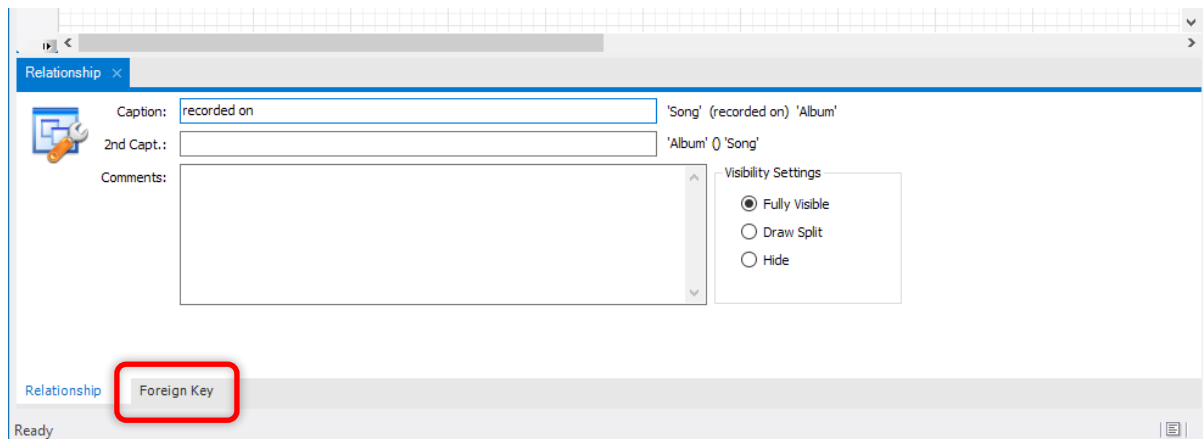 Relationship
Caption: recorded on 'Song' (recorded on) 'Album'
2nd Capt.: 'Album' () 'Song'
Comments: Visibility Settings
Fully Visible
Draw Split
Hide
Relationship Foreign Key
Ready